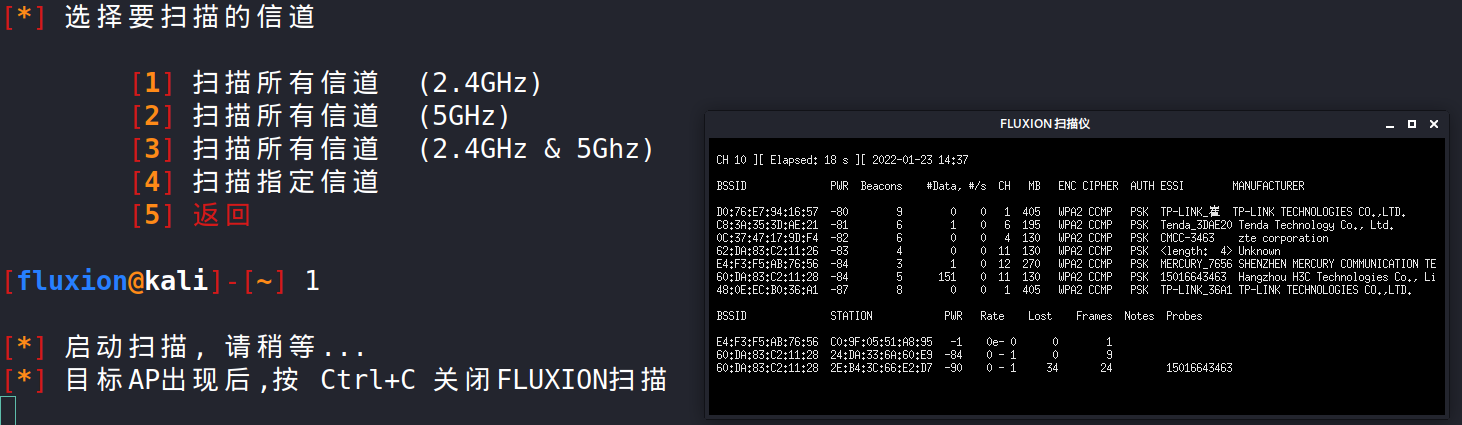 [*] 选择要扫描的信道
[1] 扫描所有信道 (2.4GHz)
[2] 扫描所有信道 (5GHz)
[3] 扫描所有信道 (2.4GHz & 5Ghz)
[4] 扫描指定信道
[5] 返回
[fluxion@kali]-[~] 1
[*] 启动扫描, 请稍等...
[*] 目标AP出现后,按 Ctrl+C 关闭FLUXION扫描
FLUXION 扫描仪
CH 10 ][ Elapsed: 18 s ][ 2022-01-23 14:37
BSSID PWR Beacons #Data, #/s CH MB ENC CIPHER AUTH ESSI MANUFACTURER
D0:76:E7:94:16:57 -80 9 0 0 1 405 WPA2 CCMP PSK TP-LINK_崔 TP-LINK TECHNOLOGIES CO.,LTD.
C8:3A:35:3D:AE:21 -81 6 1 0 6 195 WPA2 CCMP PSK Tenda_3DAE20 Tenda Technology Co., Ltd.
0C:37:47:17:9D:F4 -82 6 0 0 4 130 WPA2 CCMP PSK CMCC-3463 zte corporation
62:DA:83:C2:11:26 -83 4 0 0 11 130 WPA2 CCMP PSK <length: 4> Unknown
E4:F3:F5:AB:76:56 -84 3 1 0 12 270 WPA2 CCMP PSK MERCURY_7656 SHENZHEN MERCURY COMMUNICATION TE
60:DA:83:C2:11:28 -84 5 151 0 11 130 WPA2 CCMP PSK 15016643463 Hangzhou H3C Technologies Co., Li
48:0E:EC:B0:36:A1 -87 8 0 0 1 405 WPA2 CCMP PSK TP-LINK_36A1 TP-LINK TECHNOLOGIES CO.,LTD.
BSSID STATION PWR Rate Lost Frames Notes Probes
E4:F3:F5:AB:76:56 C0:9F:05:51:A8:95 -1 0e- 0 0 1
60:DA:83:C2:11:28 24:DA:33:6A:60:E9 -84 0 - 1 0 9
60:DA:83:C2:11:28 2E:B4:3C:66:E2:D7 -90 0 - 1 34 24 15016643463